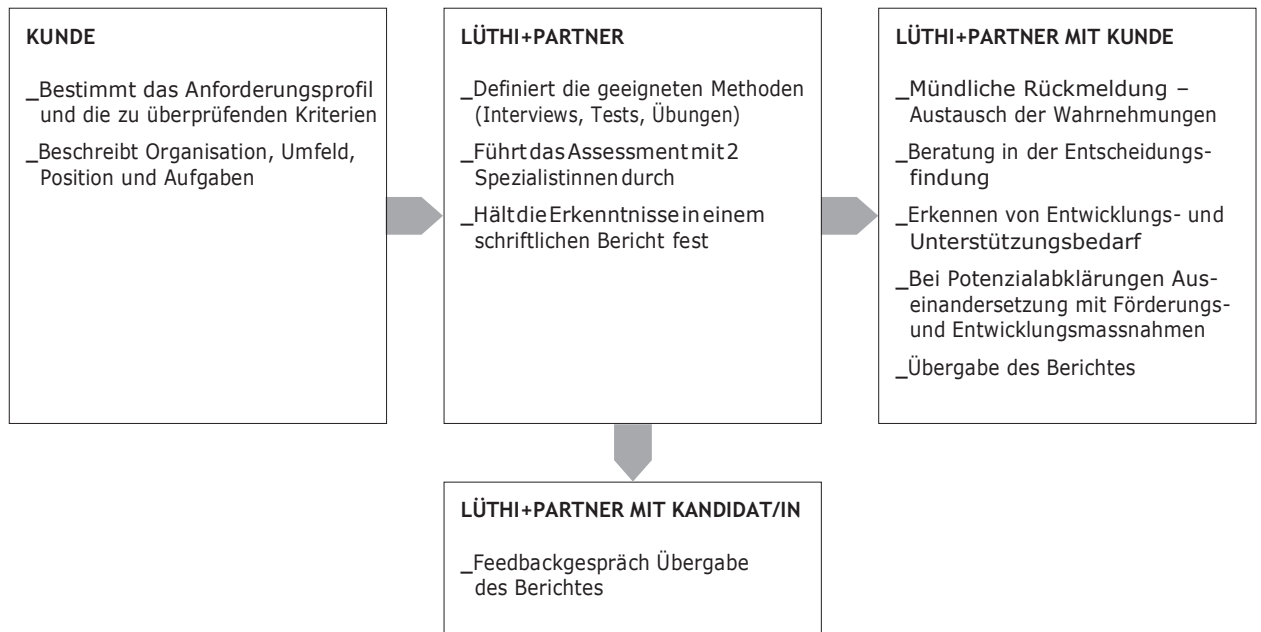 KUNDE
_Bestimmt das Anforderungsprofil
und die zu überprüfenden Kriterien
_Beschreibt Organisation, Umfeld,
Position und Aufgaben
LÜTHI+PARTNER
_Definiert die geeigneten Methoden
(Interviews, Tests, Übungen)
_Führt das Assessment mit 2
Spezialistinnen durch
_Hält die Erkenntnisse in einem
schriftlichen Bericht fest
LÜTHI+PARTNER MIT KUNDE
_Mündliche Rückmeldung –
Austausch der Wahrnehmungen
_Beratung in der Entscheidungs-
findung
_Erkennen von Entwicklungs- und
Unterstützungsbedarf
_Bei Potenzialabklärungen Aus-
einandersetzung mit Förderungs-
und Entwicklungsmassnahmen
_Übergabe des Berichtes
LÜTHI+PARTNER MIT KANDIDAT/IN
_Feedbackgespräch Übergabe
des Berichtes